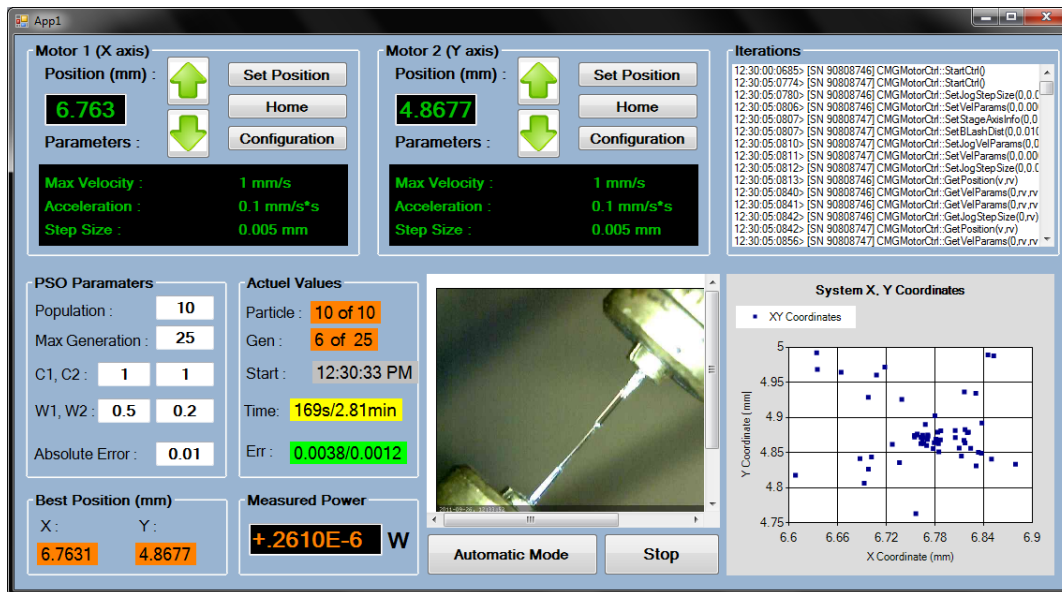 App1
Motor 1 (X axis)
Position (mm) :
Set Position
6.763
Home
Parameters :
Configuration
Max Velocity : 1 mm/s
Acceleration : 0.1 mm/s*s
Step Size : 0.005 mm
Motor 2 (Y axis)
Position (mm) :
Set Position
4.8677
Home
Parameters :
Configuration
Max Velocity : 1 mm/s
Acceleration : 0.1 mm/s*s
Step Size : 0.005 mm
Iterations
12:30:00:0685> [SN 90808746] CMGMotorCtrl::StartCtrl()
12:30:05:0774> [SN 90808747] CMGMotorCtrl::StartCtrl()
12:30:05:0780> [SN 90808746] CMGMotorCtrl::SetJogStepSize(0,0.0
12:30:05:0806> [SN 90808746] CMGMotorCtrl::SetVelParams(0,0,00
12:30:05:0807> [SN 90808746] CMGMotorCtrl::SetStageAxisInfo(0,0
12:30:05:0807> [SN 90808746] CMGMotorCtrl::SetBLashDist(0,0.010
12:30:05:0810> [SN 90808747] CMGMotorCtrl::SetJogVelParams(0,0
12:30:05:0811> [SN 90808747] CMGMotorCtrl::SetVelParams(0,0.00
12:30:05:0812> [SN 90808747] CMGMotorCtrl::SetJogStepSize(0,0.0
12:30:05:0813> [SN 90808746] CMGMotorCtrl::GetPosition(v,rv)
12:30:05:0840> [SN 90808746] CMGMotorCtrl::GetVelParams(0,rv,rv
12:30:05:0841> [SN 90808746] CMGMotorCtrl::GetVelParams(0,rv,rv
12:30:05:0842> [SN 90808746] CMGMotorCtrl::GetJogStepSize(0,rv)
12:30:05:0842> [SN 90808747] CMGMotorCtrl::GetPosition(v,rv)
12:30:05:0856> [SN 90808747] CMGMotorCtrl::GetVelParams(0,rv,rv
PSO Paramaters
Population : 10
Max Generation : 25
C1, C2 : 1 1
W1, W2 : 0.5 0.2
Absolute Error : 0.01
Actuel Values
Particle : 10 of 10
Gen : 6 of 25
Start : 12:30:33 PM
Time: 169s/2.81min
Err : 0.0038/0.0012
Best Position (mm)
X : Y :
6.7631 4.8677
Measured Power
+.2610E-6 W
Automatic Mode
Stop
System X, Y Coordinates
XY Coordinates
Y Coordinate (mm)
5
4.95
4.9
4.85
4.8
4.75
6.6 6.66 6.72 6.78 6.84 6.9
X Coordinate (mm)